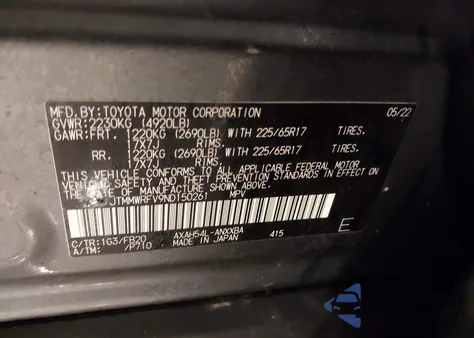 MFD. BY: TOYOTA MOTOR CORPORATION 05/22
GVWR: 2230KG (4920LB)
GAWR: FRT. 1220KG (2690LB) WITH 225/65R17 TIRES.
17X7J RIMS.
RR. 1220KG (2690LB) WITH 225/65R17 TIRES.
17X7J RIMS.
THIS VEHICLE CONFORMS TO ALL APPLICABLE FEDERAL MOTOR
VEHICLE SAFETY AND THEFT PREVENTION STANDARDS IN EFFECT ON
THE DATE OF MANUFACTURE SHOWN ABOVE.
JTMMWRFV9ND150261 MPV
C/TR: 1G3/FB20 AXAH54L-ANXXBA 415 E
A/TM: /P710 MADE IN JAPAN